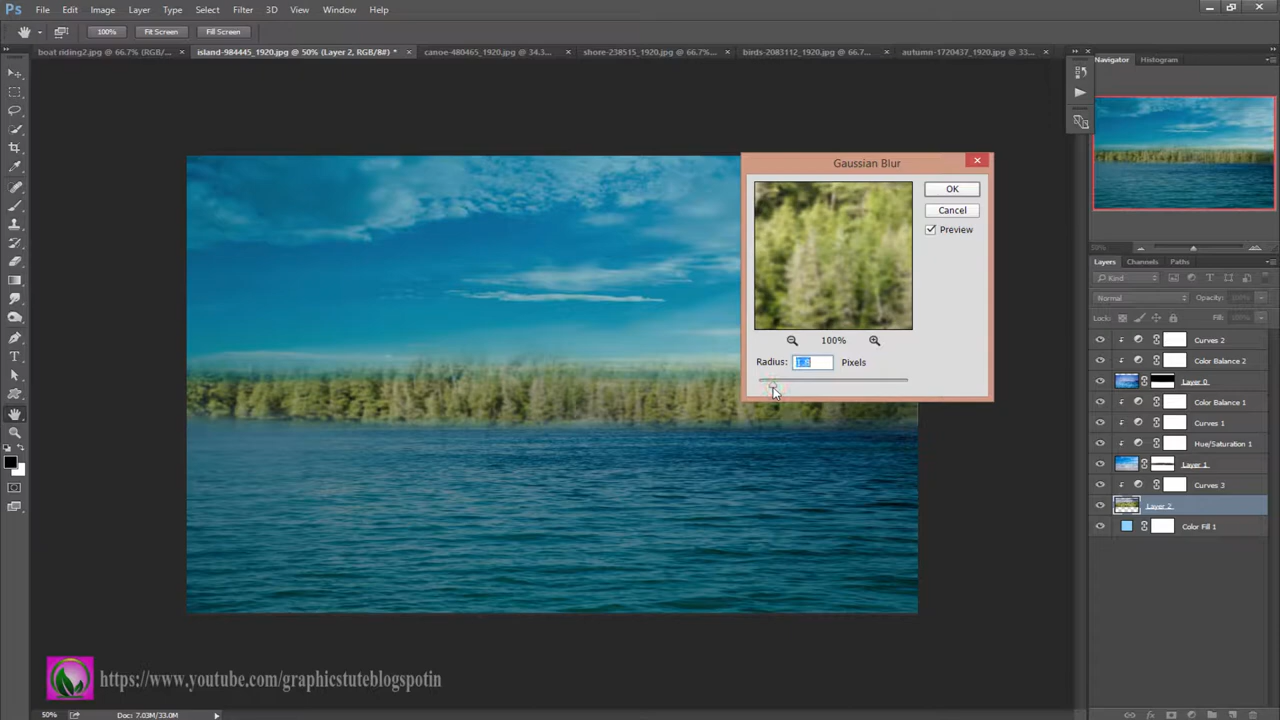 Ps File Edit Image Layer Type Select Filter 3D View Window Help
100% Fit Screen Fill Screen
boat riding2.jpg @ 66.7% (RGB/... × island-984445_1920.jpg @ 50% (Layer 2, RGB/8#) * × canoe-480465_1920.jpg @ 34.3... × shore-238515_1920.jpg @ 66.7%... × birds-2083112_1920.jpg @ 66.7... × autumn-1720437_1920.jpg @ 33... ×
Navigator Histogram
Gaussian Blur
OK
Cancel
Preview
100%
Radius: Pixels
50%
Layers Channels Paths
Kind
Normal Opacity:
Lock: Fill:
Curves 2
Color Balance 2
Layer 0
Color Balance 1
Curves 1
Hue/Saturation 1
Layer 1
Curves 3
Layer 2
Color Fill 1
https://www.youtube.com/graphicstuteblogspotin
50% Doc: 7.03M/33.0M